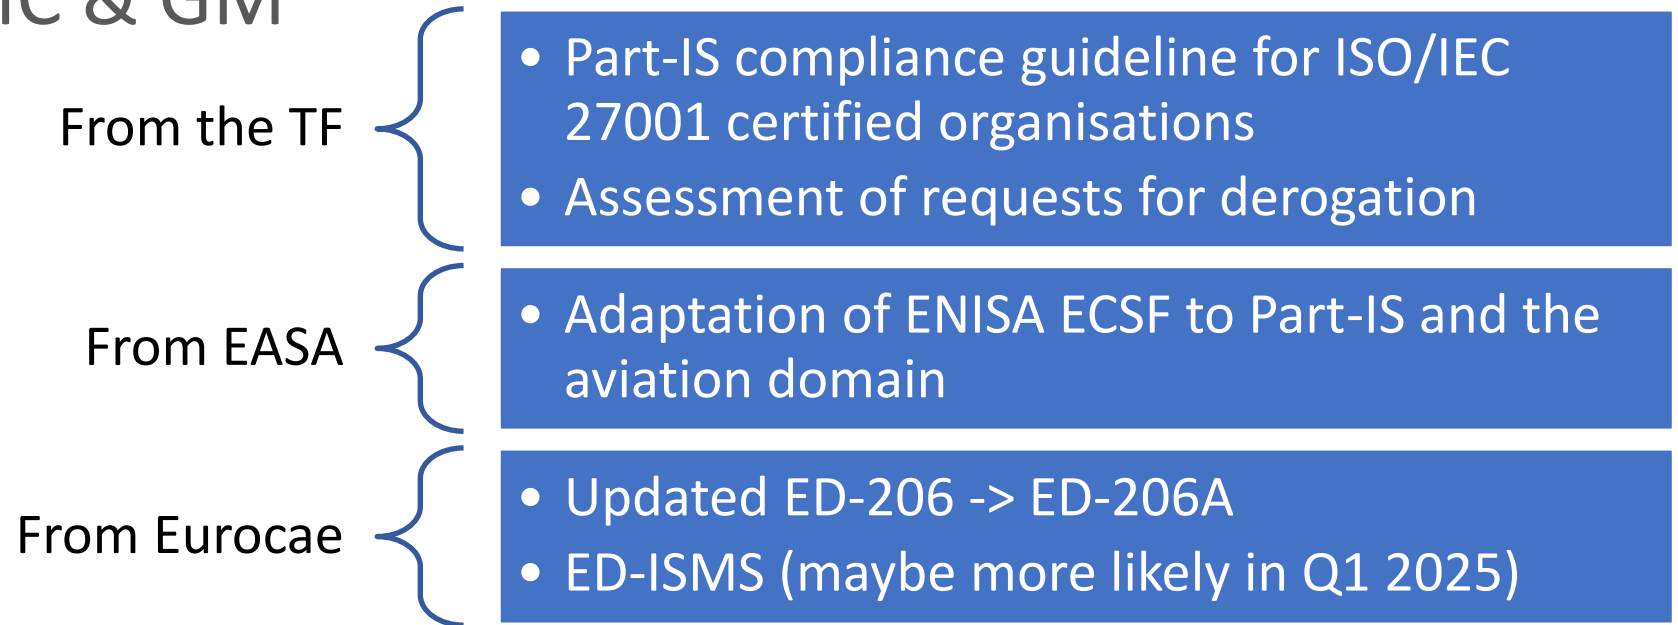 & GM
From the TF
• Part-IS compliance guideline for ISO/IEC
27001 certified organisations
• Assessment of requests for derogation
From EASA
• Adaptation of ENISA ECSF to Part-IS and the
aviation domain
From Eurocae
• Updated ED-206 -> ED-206A
• ED-ISMS (maybe more likely in Q1 2025)